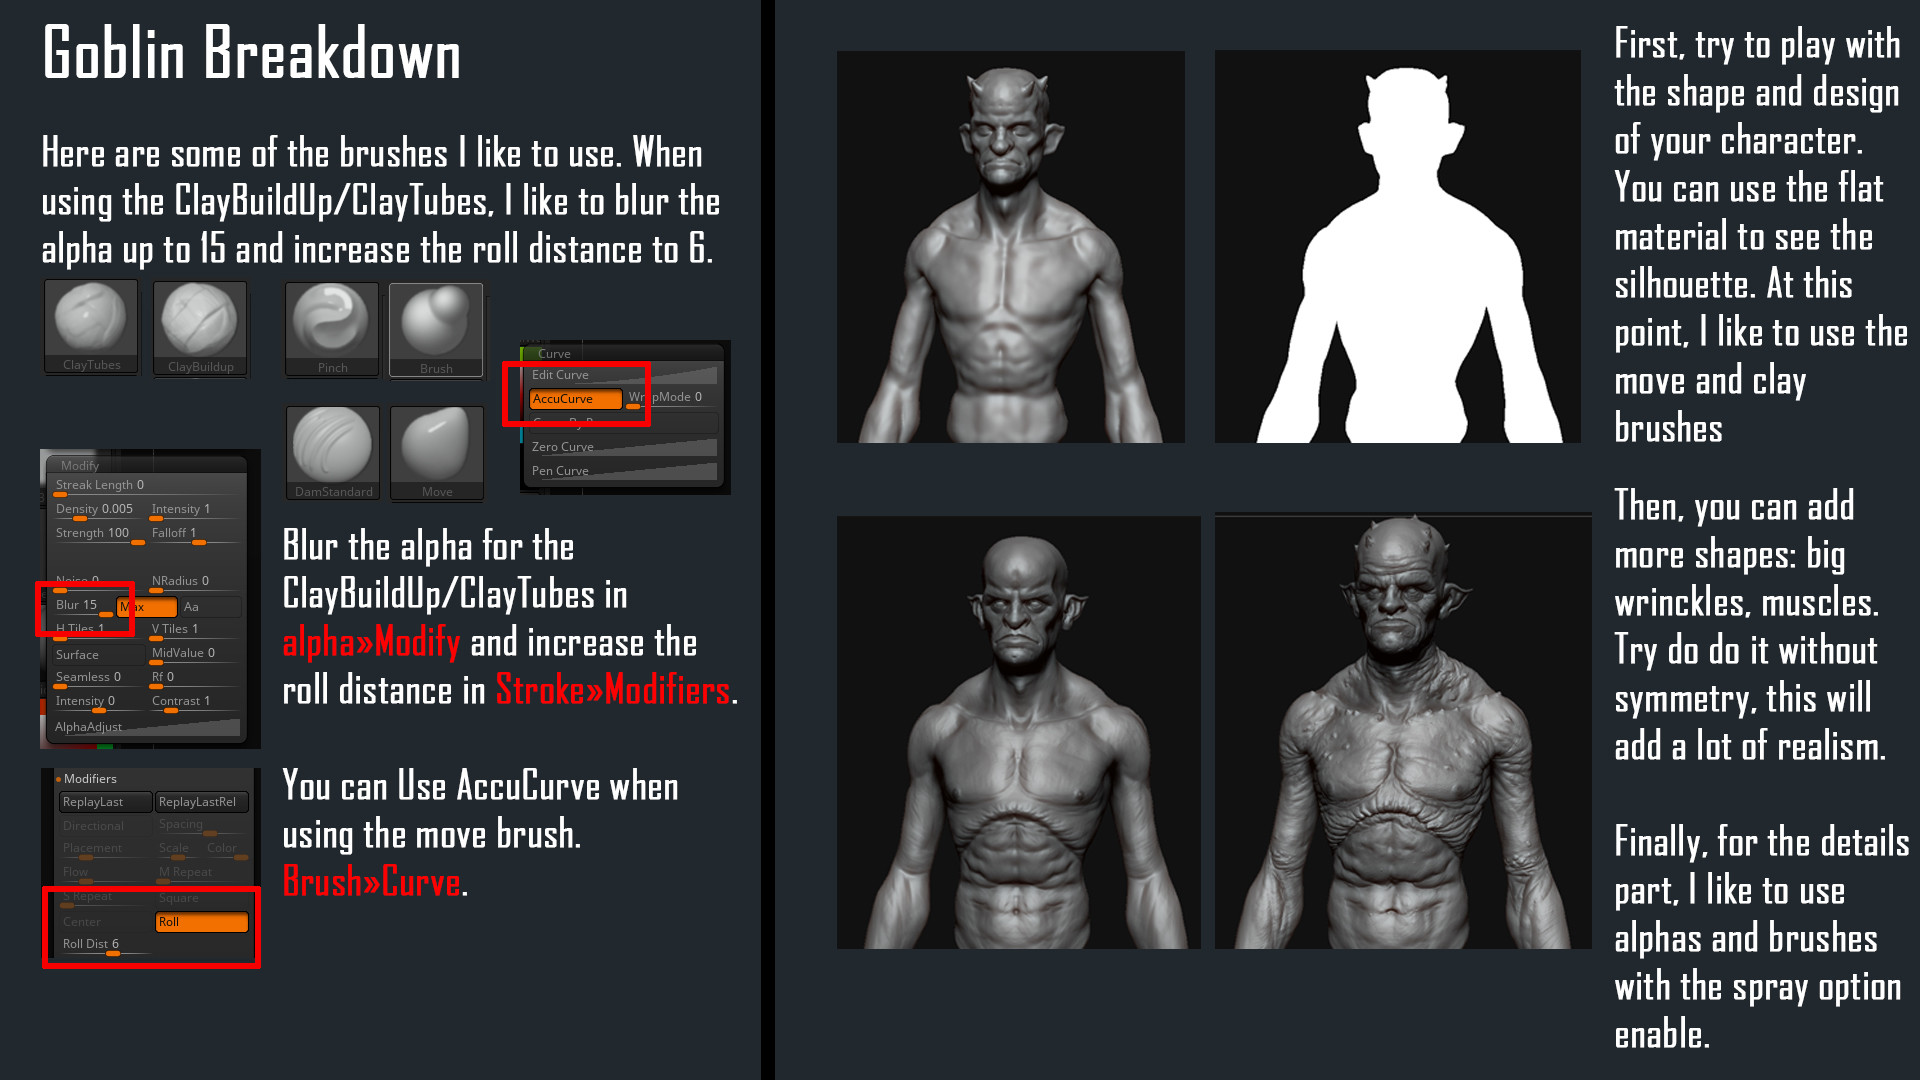 Goblin Breakdown
Here are some of the brushes I like to use. When
using the ClayBuildUp/ClayTubes, I like to blur the
alpha up to 15 and increase the roll distance to 6.
ClayTubes
ClayBuildup
Pinch
Brush
DamStandard
Move
Curve
Edit Curve
AccuCurve
WrapMode 0
Zero Curve
Pen Curve
Modify
Streak Length 0
Density 0.005 Intensity 1
Strength 100 Falloff 1
Noise 0 NRadius 0
Blur 15 Max Aa
H Tiles 1 V Tiles 1
Surface MidValue 0
Seamless 0 Rf 0
Intensity 0 Contrast 1
AlphaAdjust
Blur the alpha for the
ClayBuildUp/ClayTubes in
alpha»Modify and increase the
roll distance in Stroke»Modifiers.
Modifiers
ReplayLast ReplayLastRel
Directional Spacing
Placement Scale Color
Flow M Repeat
S Repeat Square
Center Roll
Roll Dist 6
You can Use AccuCurve when
using the move brush.
Brush»Curve.
First, try to play with
the shape and design
of your character.
You can use the flat
material to see the
silhouette. At this
point, I like to use the
move and clay
brushes
Then, you can add
more shapes: big
wrinckles, muscles.
Try do do it without
symmetry, this will
add a lot of realism.
Finally, for the details
part, I like to use
alphas and brushes
with the spray option
enable.